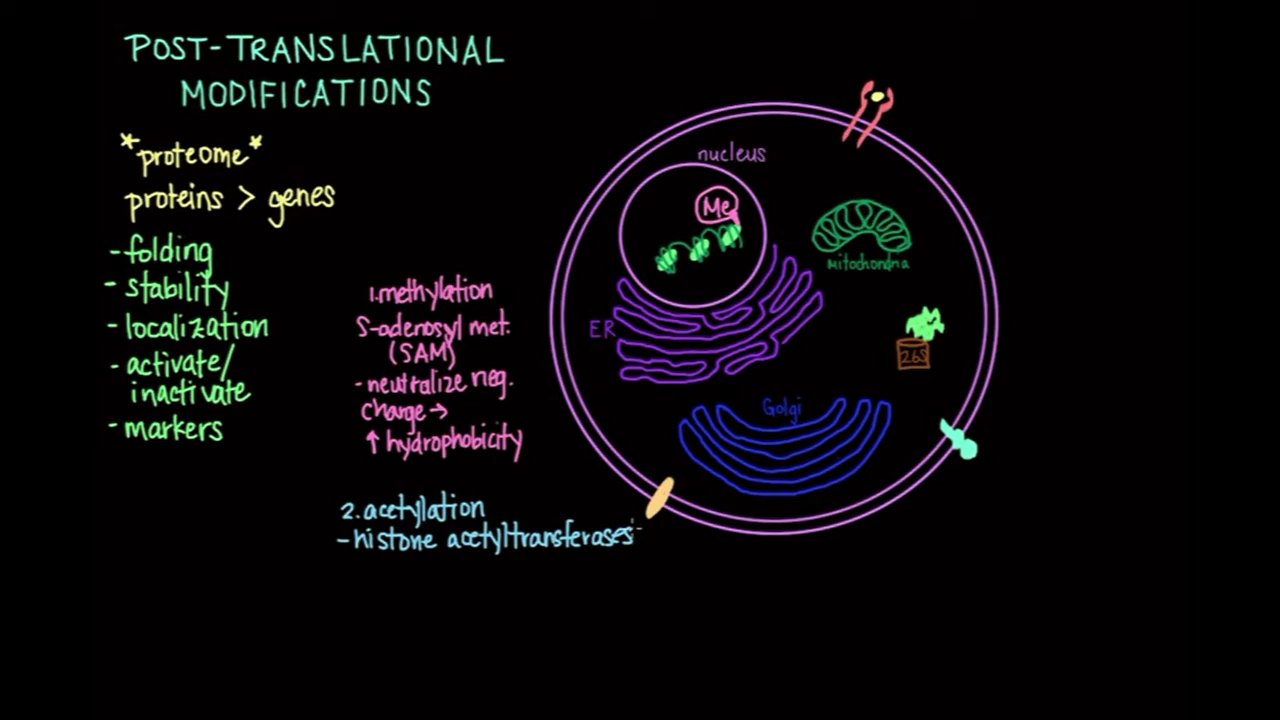 POST-TRANSLATIONAL
MODIFICATIONS
*proteome*
proteins > genes
-folding
- stability
-localization
-activate/
inactivate
-markers
1.methylation
S-adenosyl met.
(SAM)
-neutralize neg.
charge →
↑ hydrophobicity
2.acetylation
-histone acetyltransferases
nucleus
Me
mitochondria
ER
26S
Golgi